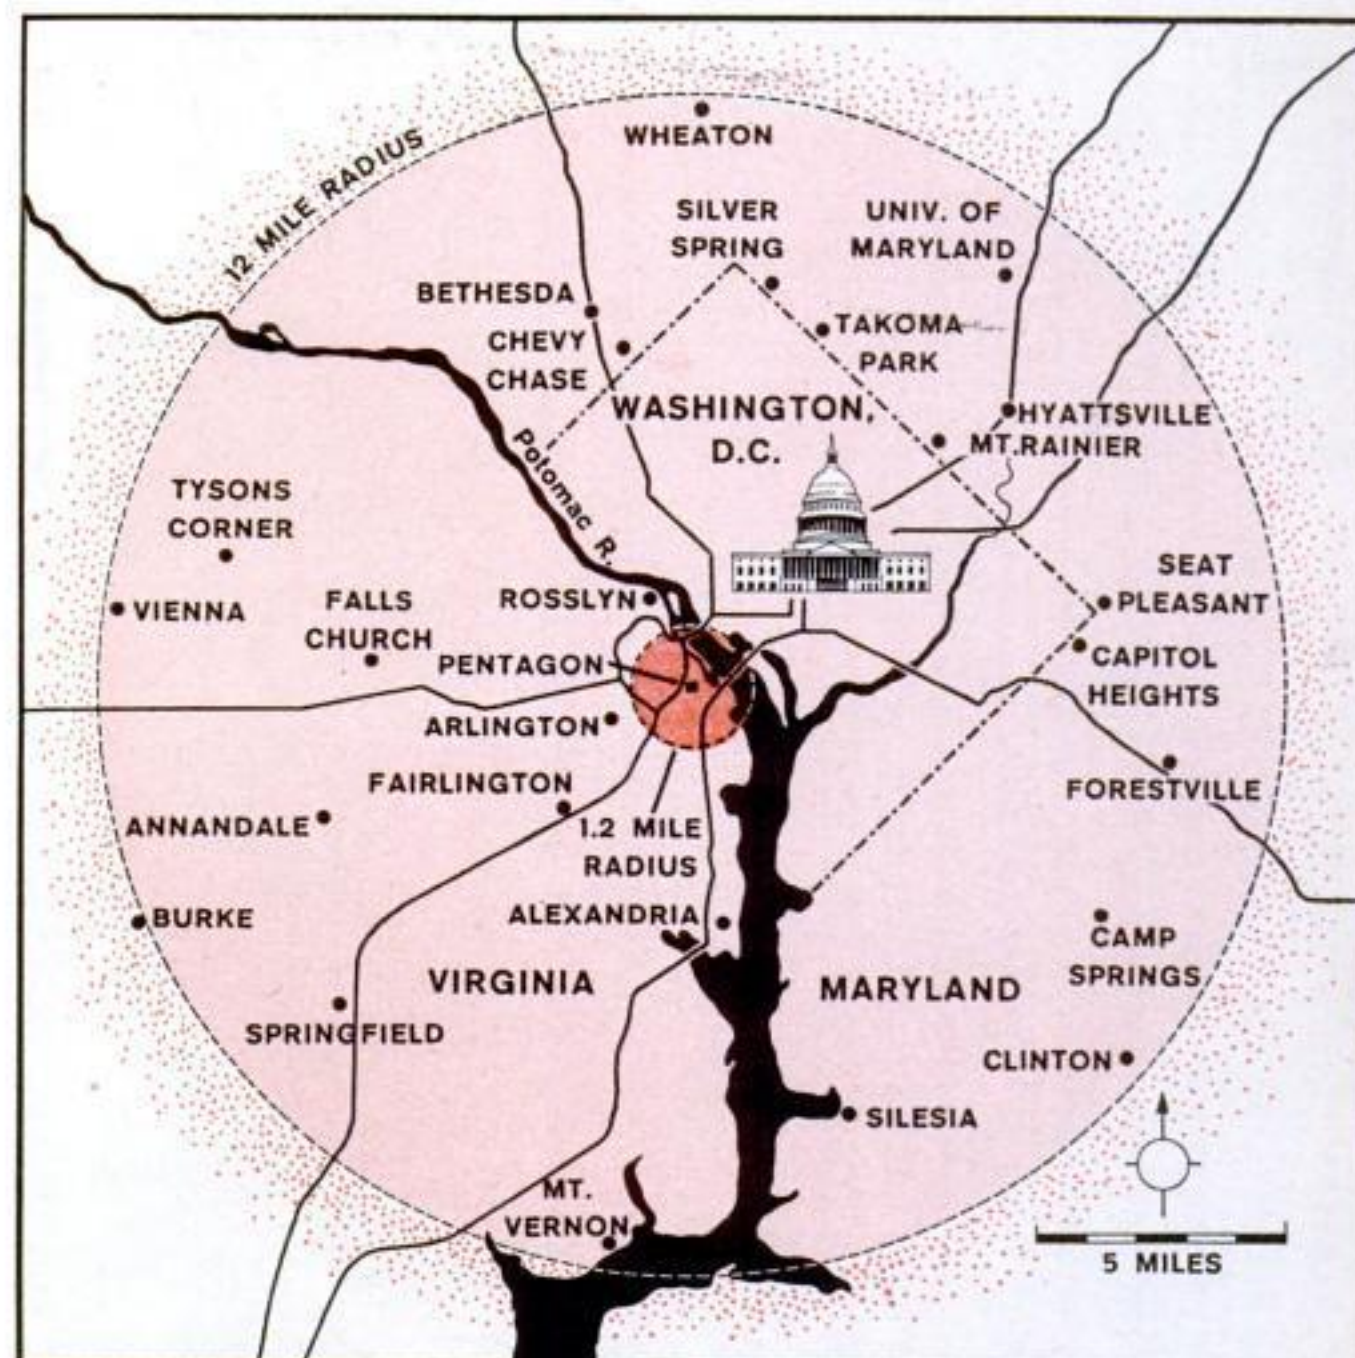 12 MILE RADIUS
WHEATON
SILVER
SPRING
UNIV. OF
MARYLAND
BETHESDA
CHEVY
CHASE
TAKOMA
PARK
WASHINGTON,
D.C.
HYATTSVILLE
MT. RAINIER
Potomac R.
TYSONS
CORNER
VIENNA
FALLS
CHURCH
ROSSLYN
SEAT
PLEASANT
PENTAGON
CAPITOL
HEIGHTS
ARLINGTON
FAIRLINGTON
FORESTVILLE
ANNANDALE
1.2 MILE
RADIUS
BURKE
ALEXANDRIA
CAMP
SPRINGS
VIRGINIA
MARYLAND
SPRINGFIELD
CLINTON
SILESIA
MT.
VERNON
5 MILES